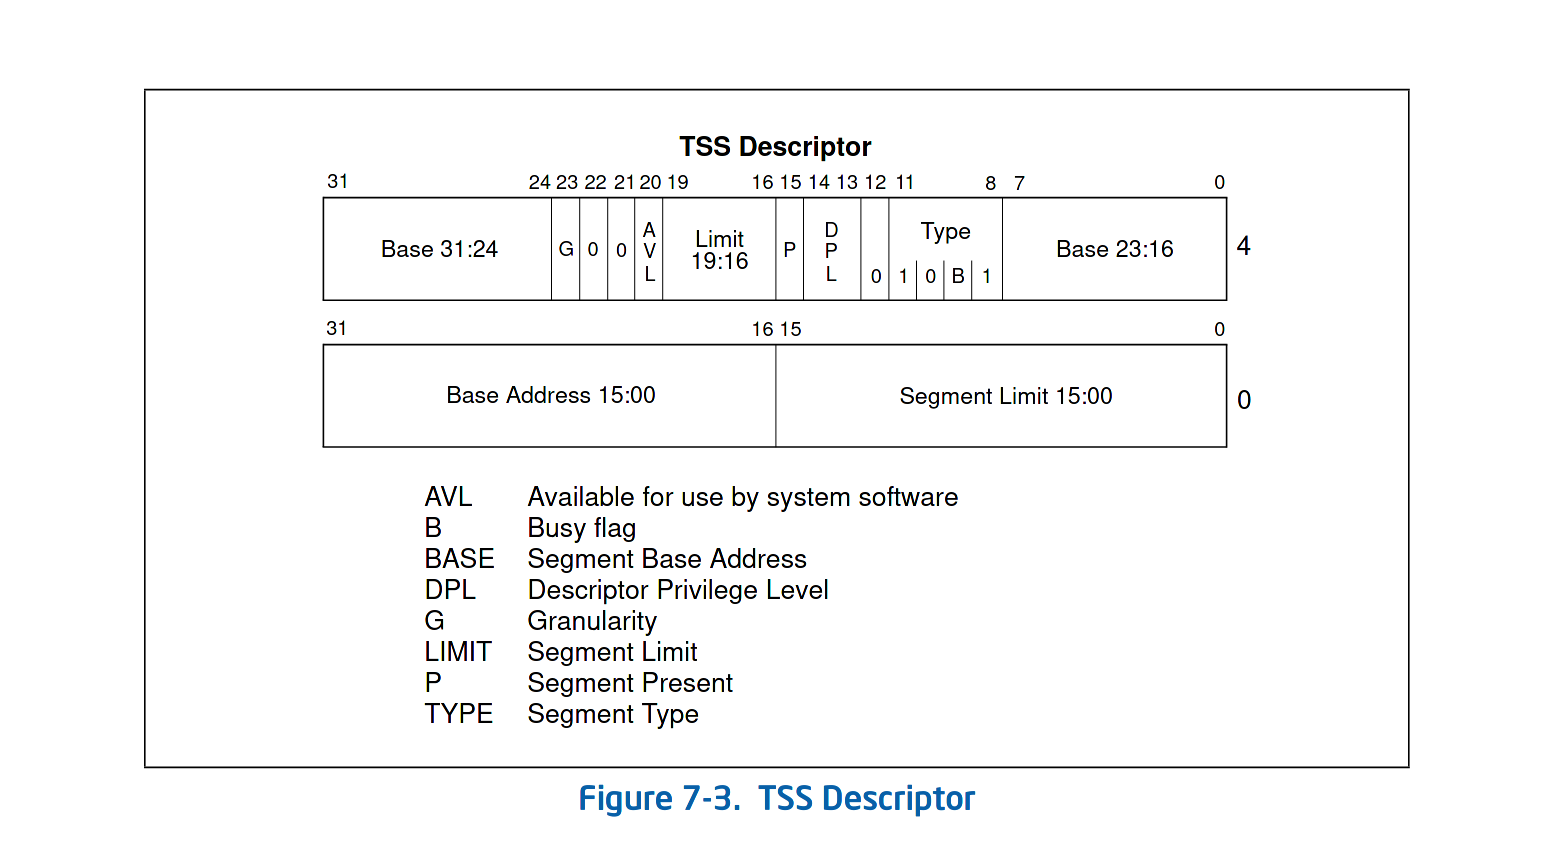 TSS Descriptor
31 24 23 22 21 20 19 16 15 14 13 12 11 8 7 0
Base 31:24 G 0 0 AVL Limit 19:16 P DPL 0 Type 1 0 B 1 Base 23:16 4
31 16 15 0
Base Address 15:00 Segment Limit 15:00 0
AVL Available for use by system software
B Busy flag
BASE Segment Base Address
DPL Descriptor Privilege Level
G Granularity
LIMIT Segment Limit
P Segment Present
TYPE Segment Type
Figure 7-3. TSS Descriptor